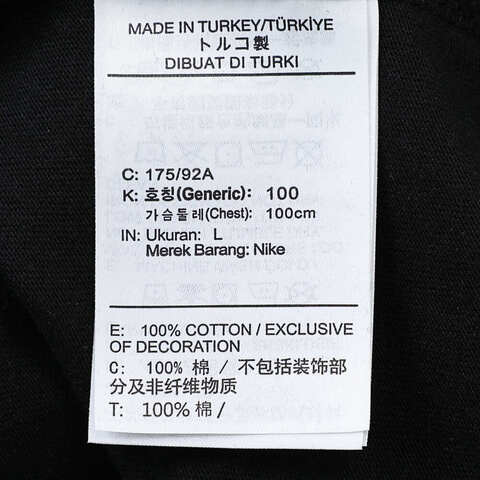 MADE IN TURKEY/TÜRKİYE
トルコ製
DIBUAT DI TURKI
C: 175/92A
K: 호칭(Generic): 100
가슴둘레(Chest): 100cm
IN: Ukuran: L
Merek Barang: Nike
E: 100% COTTON / EXCLUSIVE
OF DECORATION
C: 100% 棉 / 不包括装饰部
分及非纤维物质
T: 100% 棉 /